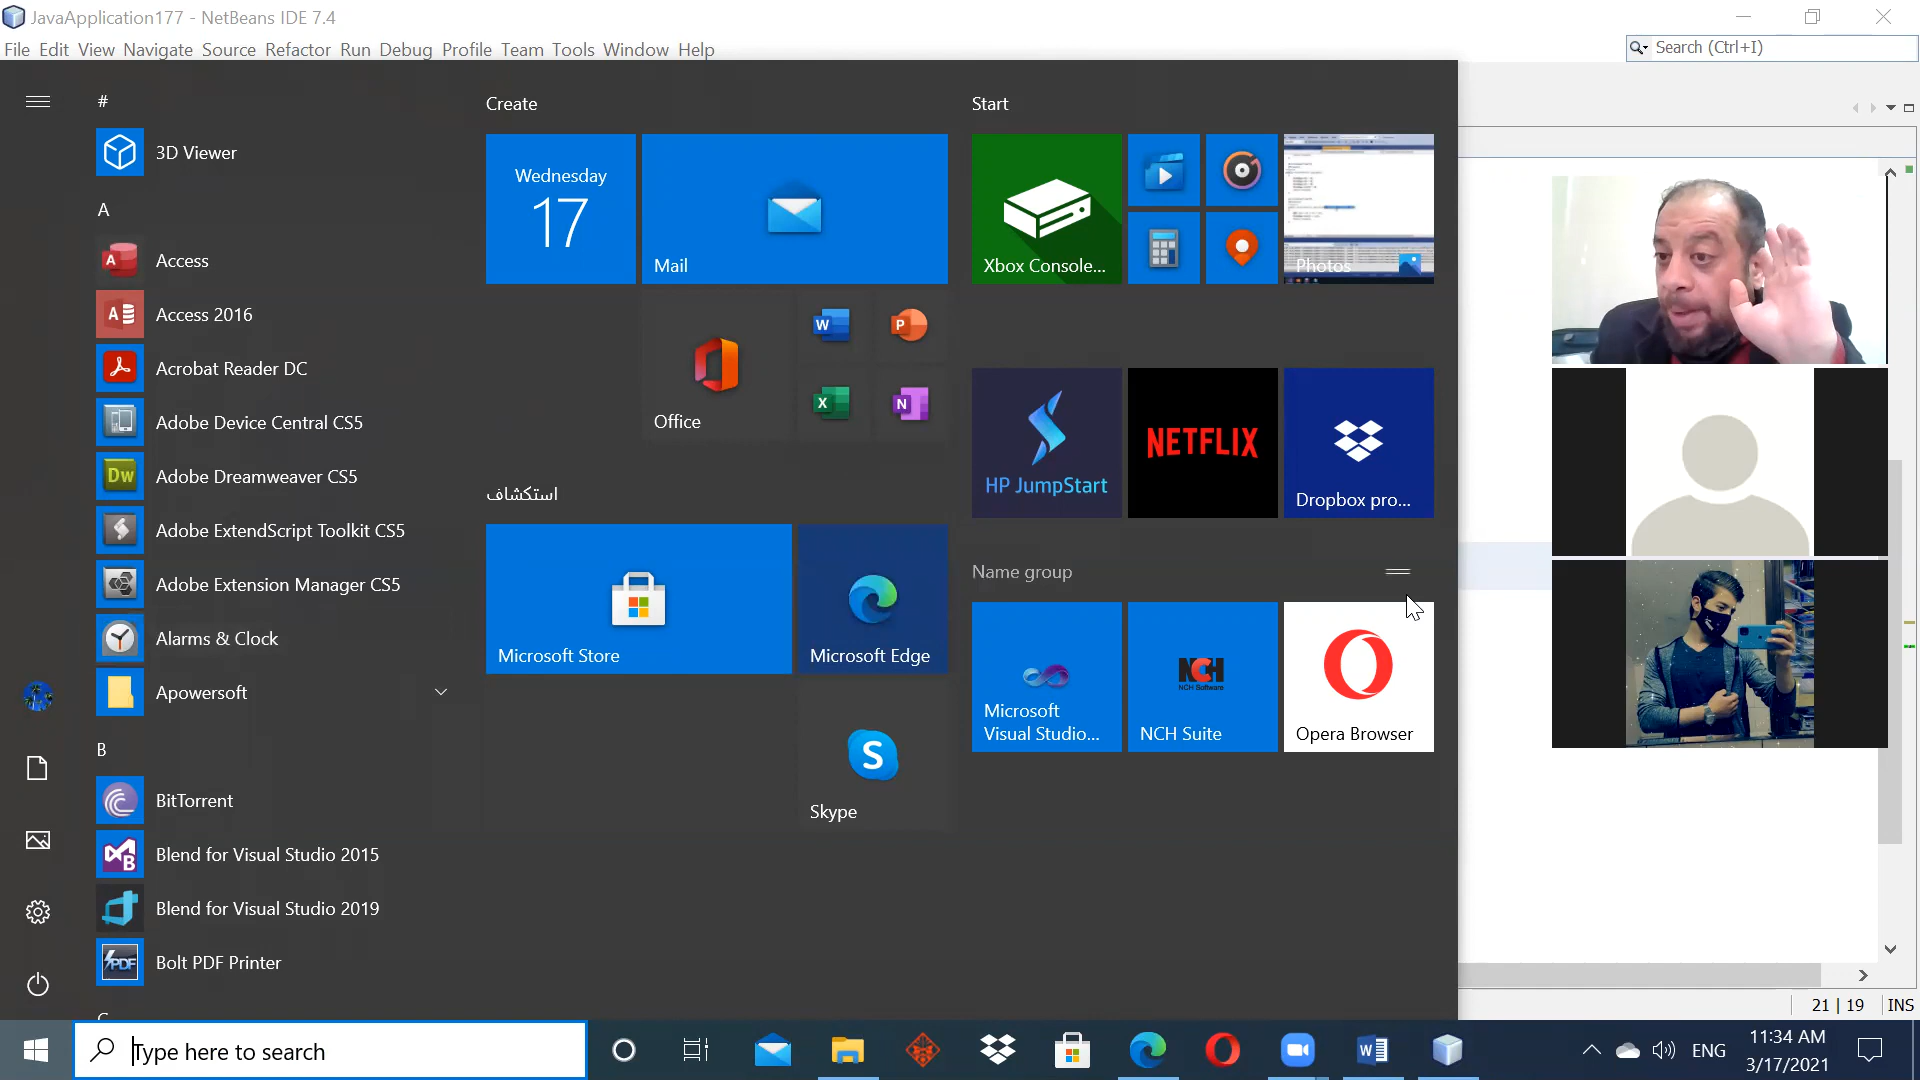 JavaApplication177 - NetBeans IDE 7.4
File Edit View Navigate Source Refactor Run Debug Profile Team Tools Window Help
Search (Ctrl+I)
#
3D Viewer
A
Access
Access 2016
Acrobat Reader DC
Adobe Device Central CS5
Adobe Dreamweaver CS5
Adobe ExtendScript Toolkit CS5
Adobe Extension Manager CS5
Alarms & Clock
Apowersoft
B
BitTorrent
Blend for Visual Studio 2015
Blend for Visual Studio 2019
Bolt PDF Printer
Create
Wednesday
17
Mail
Office
استكشاف
Microsoft Store
Microsoft Edge
Skype
Start
Xbox Console...
Photos
HP JumpStart
NETFLIX
Dropbox pro...
Name group
Microsoft
Visual Studio...
NCH
NCH Software
NCH Suite
Opera Browser
21 | 19 INS
Type here to search
ENG
11:34 AM
3/17/2021